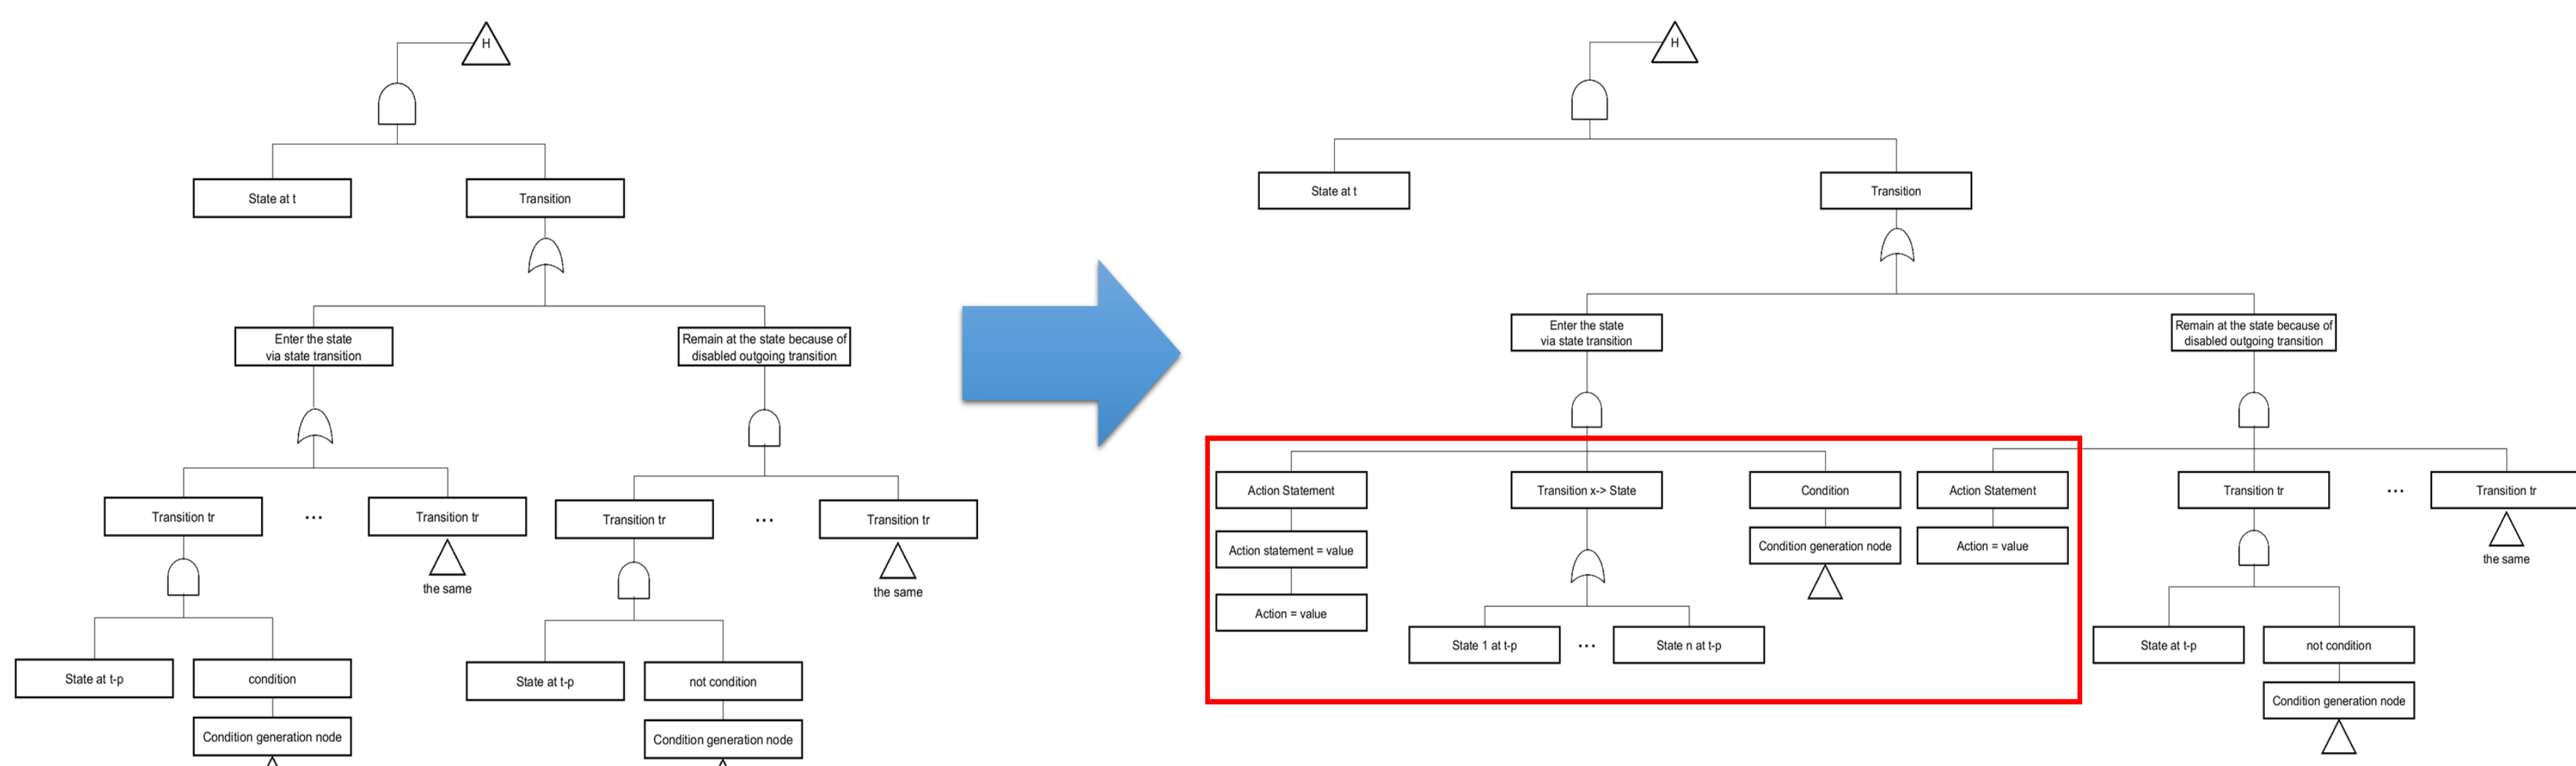 H
State at t
Transition
Enter the state
via state transition
Remain at the state because of
disabled outgoing transition
Transition tr
...
Transition tr
the same
Transition tr
...
Transition tr
the same
State at t-p
condition
Condition generation node
State at t-p
not condition
Condition generation node
H
State at t
Transition
Enter the state
via state transition
Remain at the state because of
disabled outgoing transition
Action Statement
Action statement = value
Action = value
Transition x-> State
State 1 at t-p
...
State n at t-p
Condition
Condition generation node
Action Statement
Action = value
Transition tr
...
Transition tr
the same
State at t-p
not condition
Condition generation node